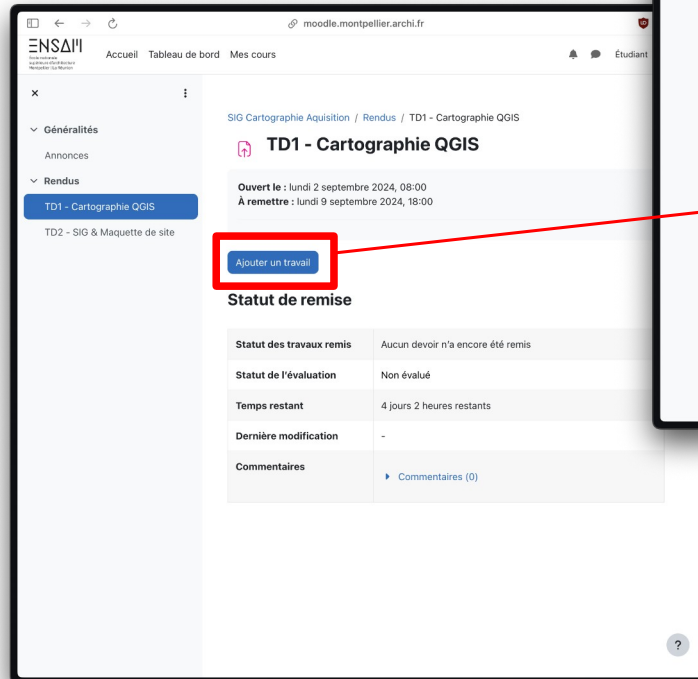 moodle.montpellier.archi.fr
ENSAM
Accueil Tableau de bord Mes cours
Étudiant
Généralités
Annonces
Rendus
TD1 - Cartographie QGIS
TD2 - SIG & Maquette de site
SIG Cartographie Aquisition / Rendus / TD1 - Cartographie QGIS
TD1 - Cartographie QGIS
Ouvert le : lundi 2 septembre 2024, 08:00
À remettre : lundi 9 septembre 2024, 18:00
Ajouter un travail
Statut de remise
Statut des travaux remis Aucun devoir n'a encore été remis
Statut de l'évaluation Non évalué
Temps restant 4 jours 2 heures restants
Dernière modification -
Commentaires
Commentaires (0)
?